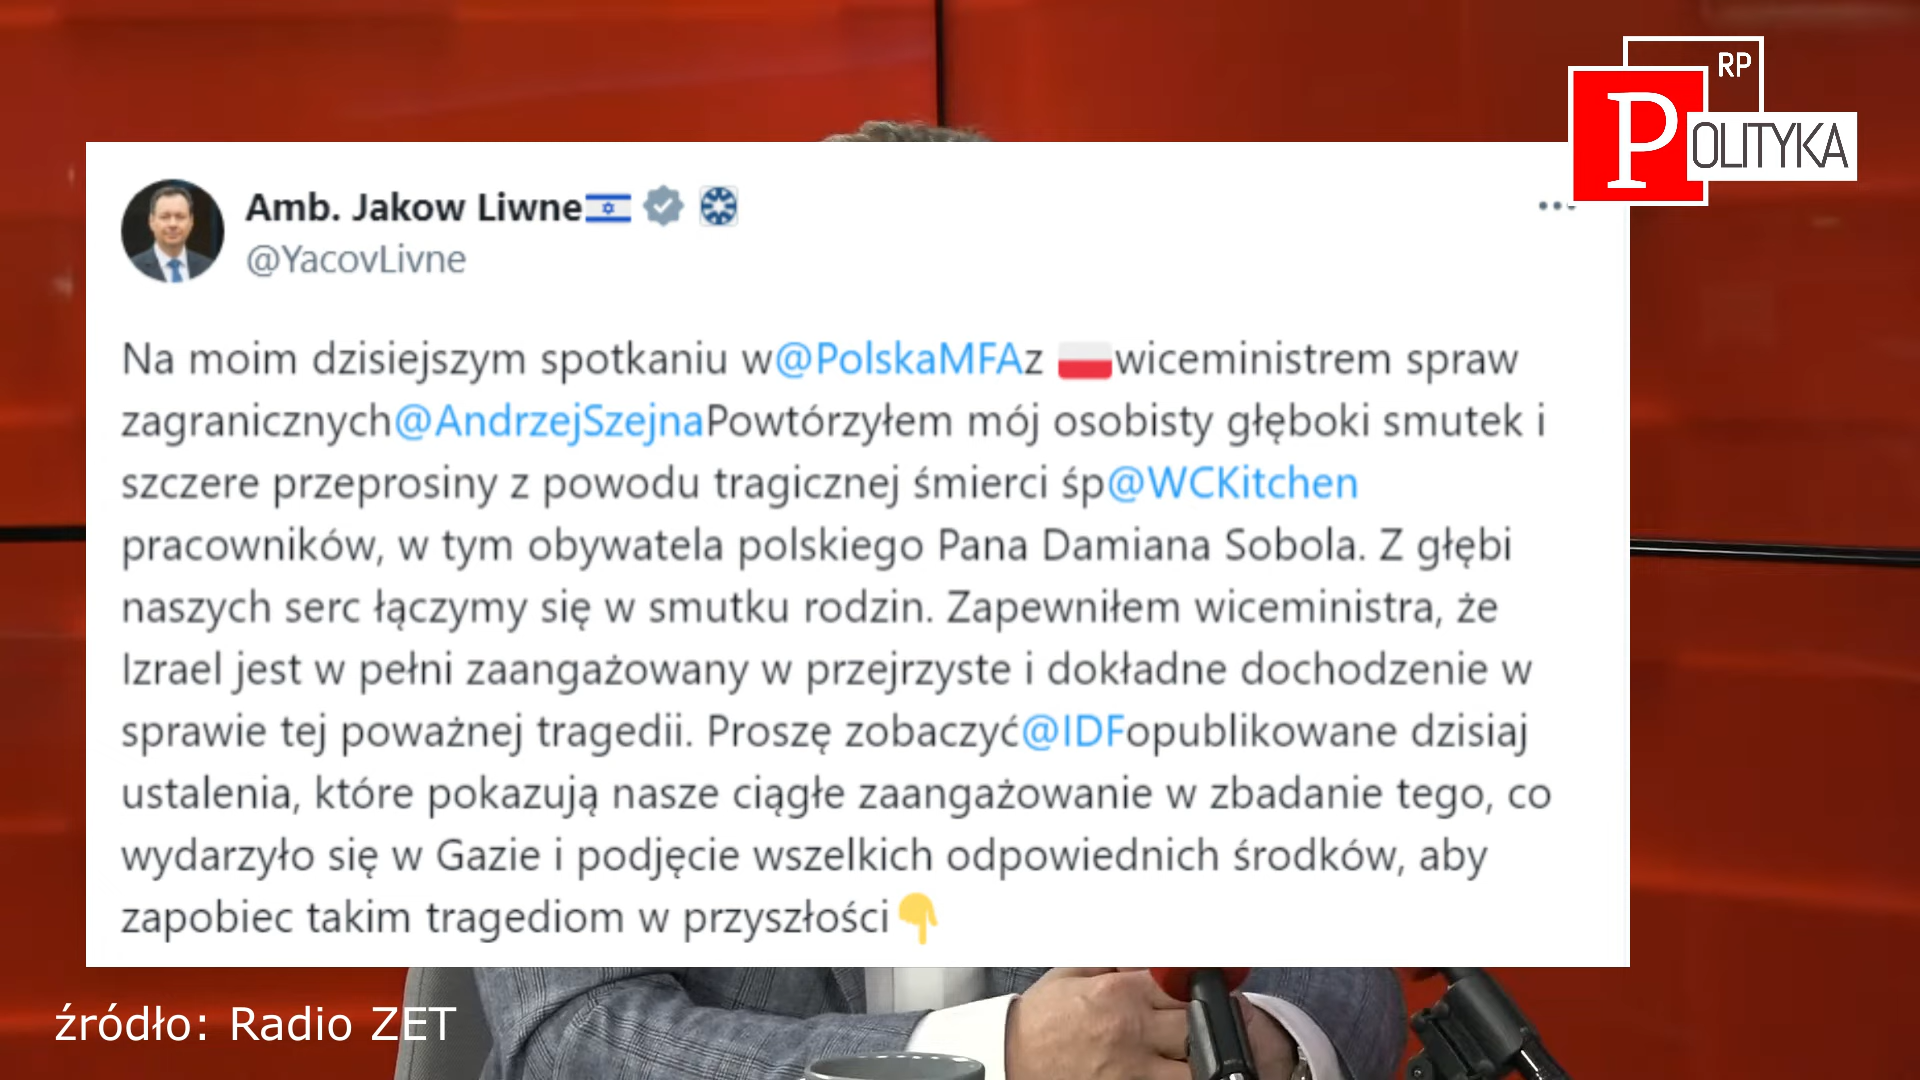 RP
POLITYKA
Amb. Jakow Liwne
@YacovLivne
Na moim dzisiejszym spotkaniu w@PolskaMFAz wiceministrem spraw
zagranicznych@AndrzejSzejnaPowtórzyłem mój osobisty głęboki smutek i
szczere przeprosiny z powodu tragicznej śmierci śp@WCKitchen
pracowników, w tym obywatela polskiego Pana Damiana Sobola. Z głębi
naszych serc łączymy się w smutku rodzin. Zapewniłem wiceministra, że
Izrael jest w pełni zaangażowany w przejrzyste i dokładne dochodzenie w
sprawie tej poważnej tragedii. Proszę zobaczyć@IDFopublikowane dzisiaj
ustalenia, które pokazują nasze ciągłe zaangażowanie w zbadanie tego, co
wydarzyło się w Gazie i podjęcie wszelkich odpowiednich środków, aby
zapobiec takim tragediom w przyszłości👇
źródło: Radio ZET